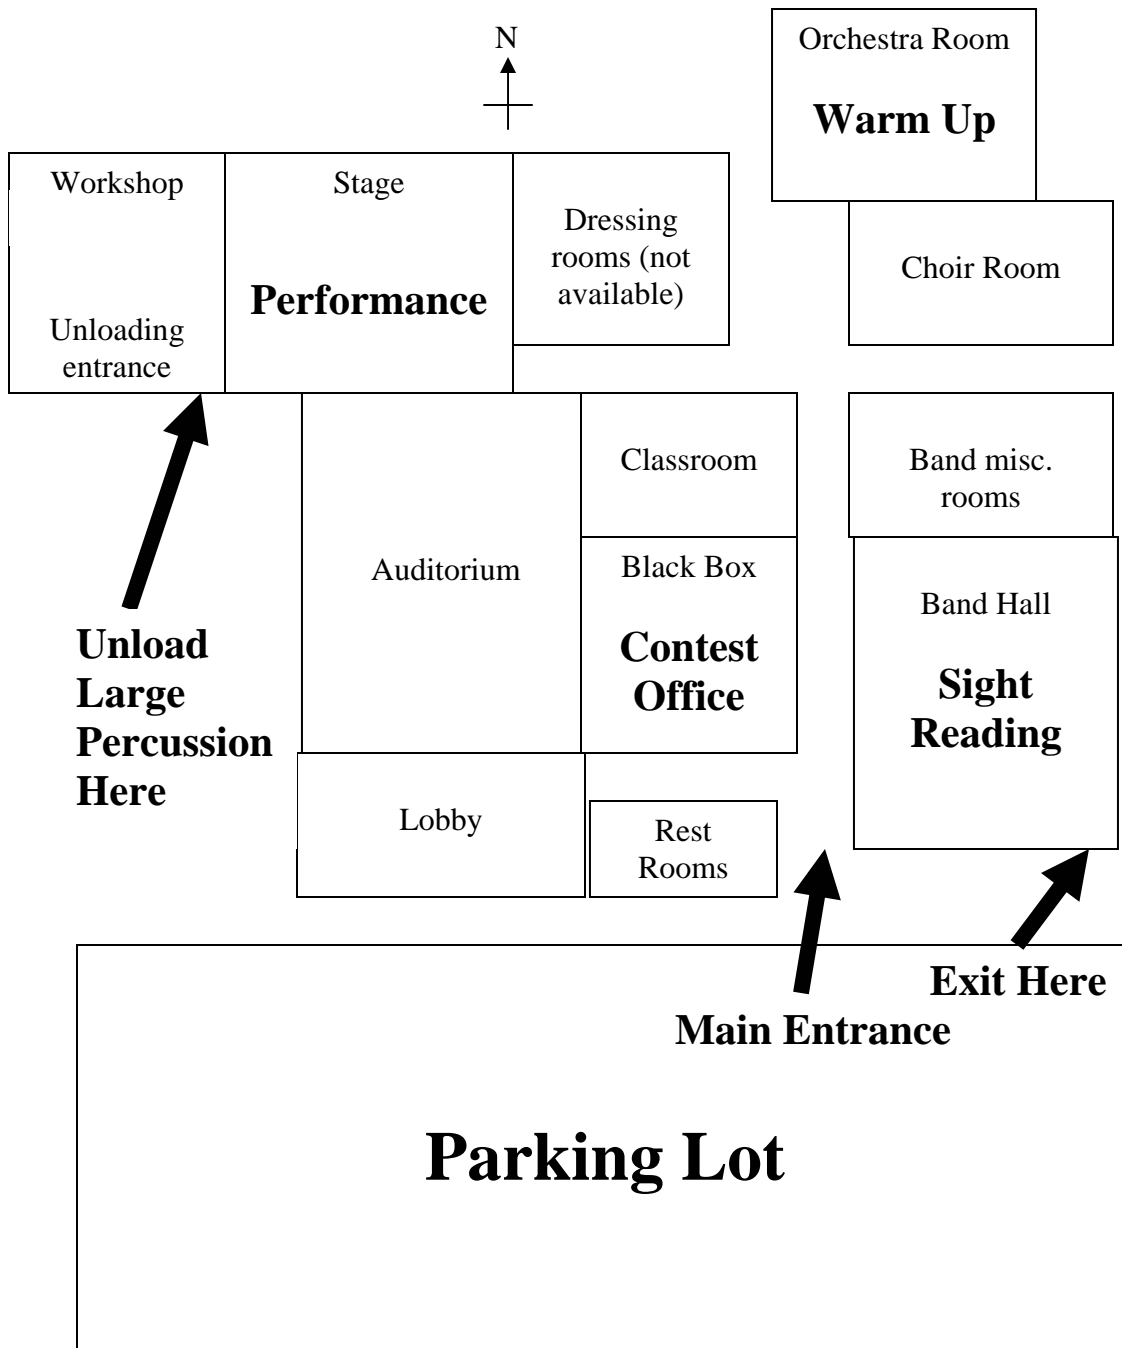 N
Orchestra Room
Warm Up
Workshop
Stage
Dressing
rooms (not
available)
Choir Room
Performance
Unloading
entrance
Classroom
Band misc.
rooms
Auditorium
Black Box
Contest
Office
Band Hall
Sight
Reading
Unload
Large
Percussion
Here
Lobby
Rest
Rooms
Exit Here
Main Entrance
Parking Lot